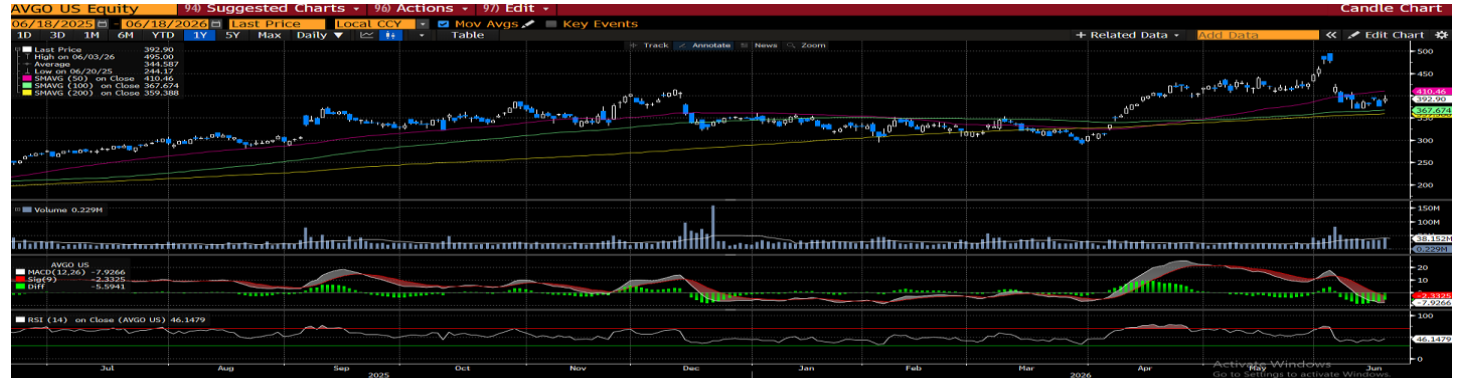 AVGO US Equity 94) Suggested Charts 96) Actions 97) Edit Candle Chart
06/18/2025 - 06/18/2026 Last Price Local CCY Mov Avgs Key Events
1D 3D 1M 6M YTD 1Y 5Y Max Daily ▼ Table + Related Data Add Data « Edit Chart
Track Annotate News Zoom
Last Price 392.90
High on 06/03/26 495.00
Average 344.587
Low on 06/20/25 244.17
SMAVG (50) on Close 410.46
SMAVG (100) on Close 367.674
SMAVG (200) on Close 359.388
500
450
410.46
392.90
367.674
350
300
250
200
Volume 0.229M
150M
100M
38.152M
0.229M
AVGO US
MACD(12,26) -7.9266
Sig(9) -2.3325
Diff -5.5941
20
10
-2.3325
-7.9266
RSI (14) on Close (AVGO US) 46.1479
100
46.1479
0
Jul Aug Sep Oct Nov Dec Jan Feb Mar Apr May Jun
2025 2026
Activate Windows
Go to Settings to activate Windows.